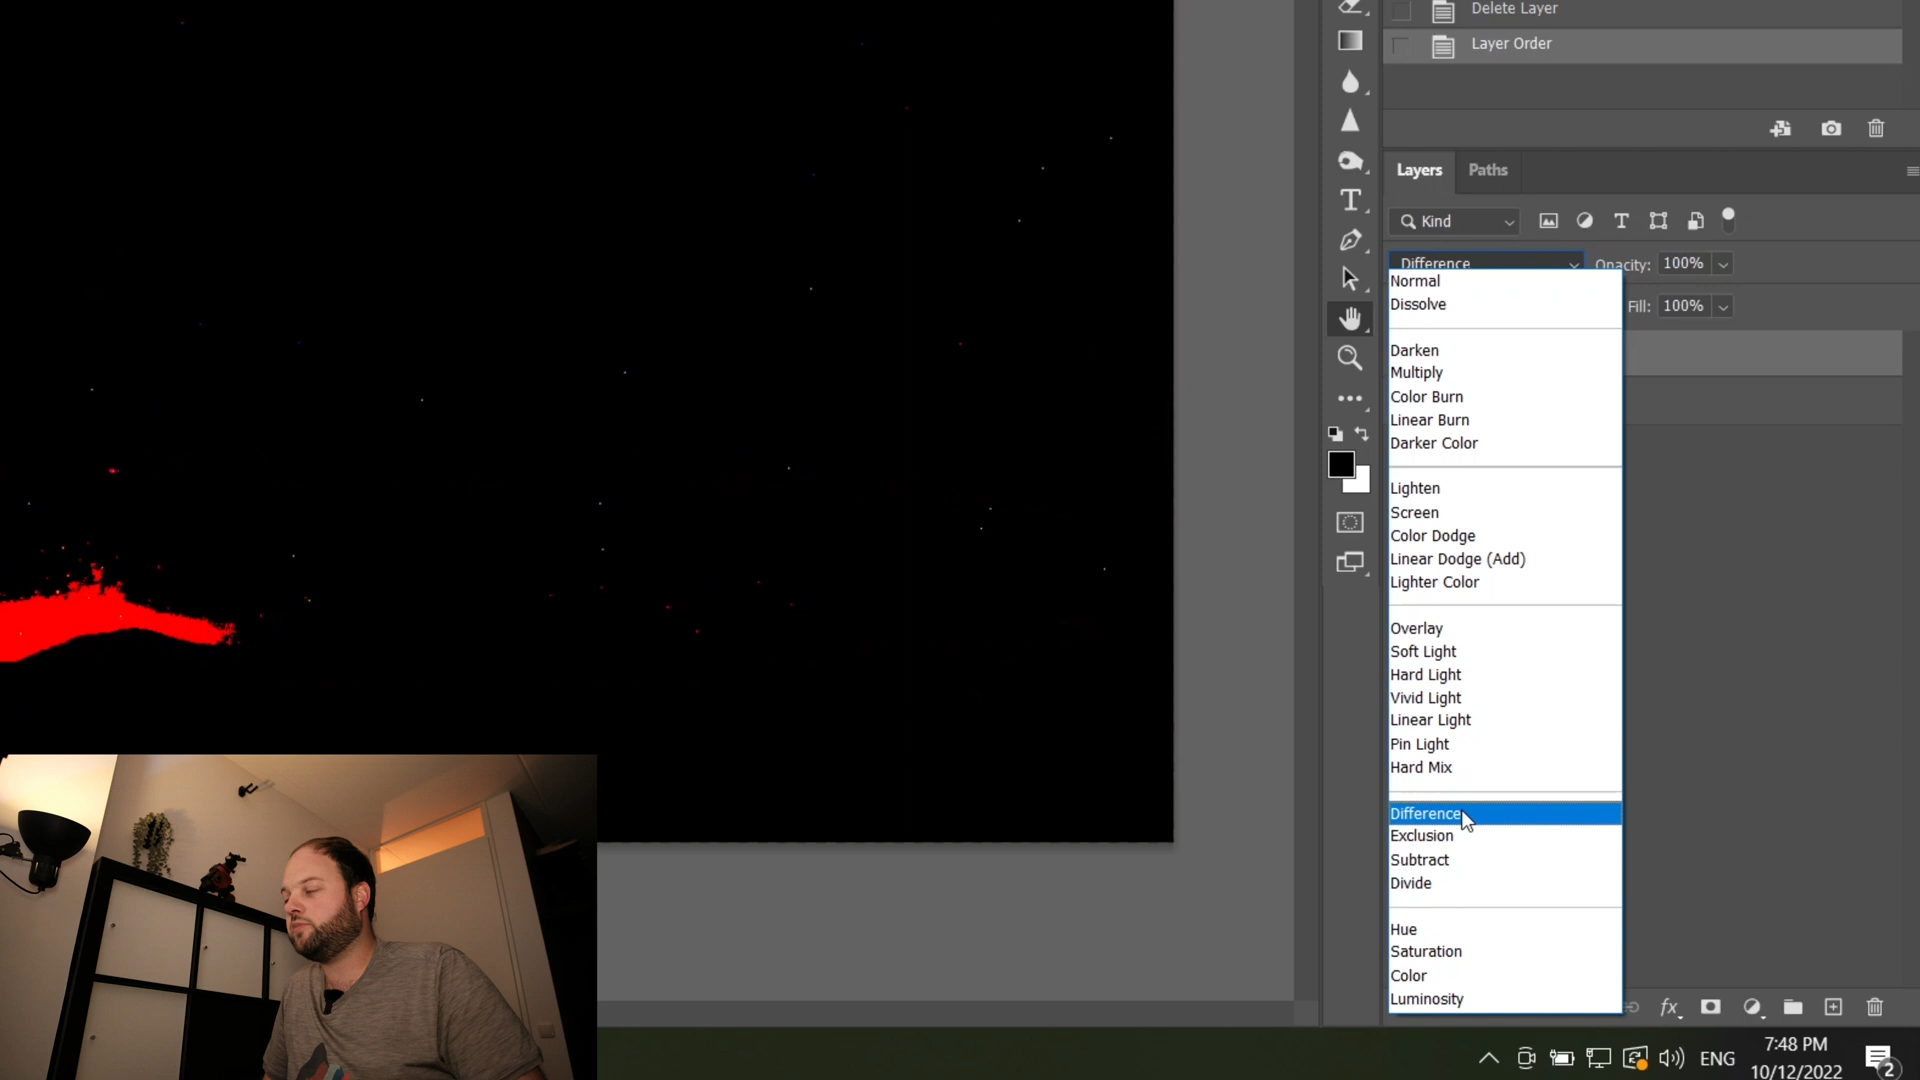 Delete Layer
Layer Order
Layers
Paths
Kind
Difference
Opacity:
100%
Normal
Dissolve
Fill:
100%
Darken
Multiply
Color Burn
Linear Burn
Darker Color
Lighten
Screen
Color Dodge
Linear Dodge (Add)
Lighter Color
Overlay
Soft Light
Hard Light
Vivid Light
Linear Light
Pin Light
Hard Mix
Difference
Exclusion
Subtract
Divide
Hue
Saturation
Color
Luminosity
fx
ENG
7:48 PM
10/12/2022
2